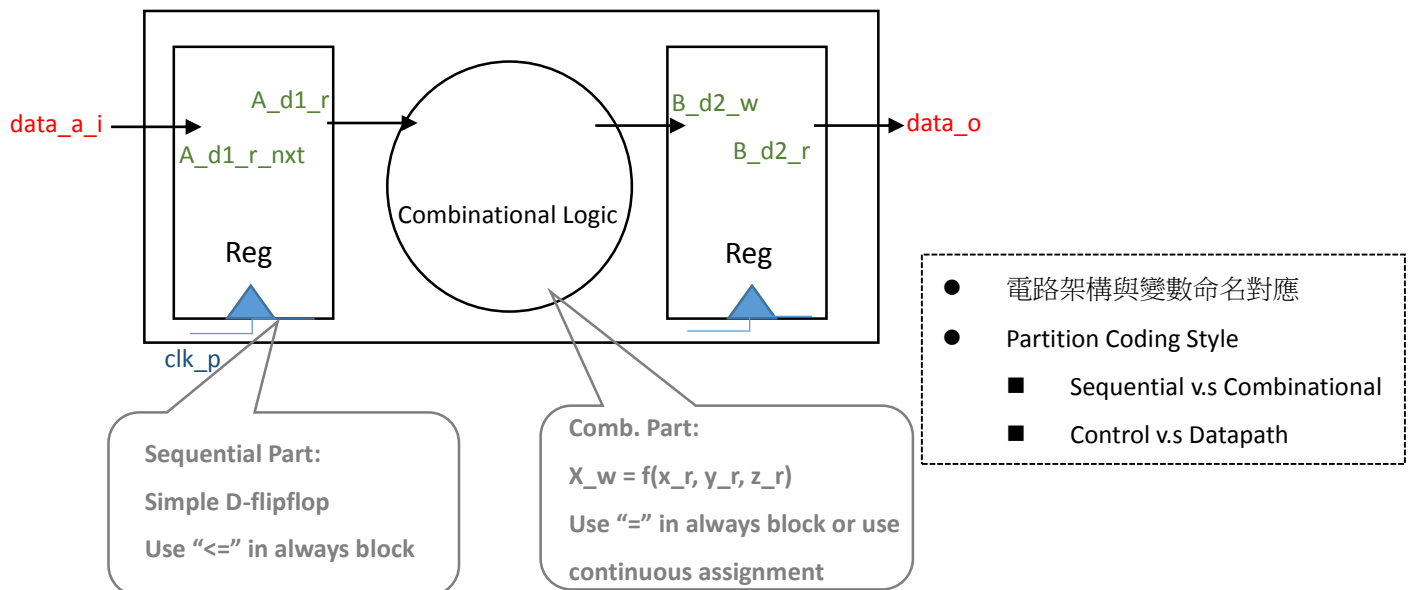 data_a_i
A_d1_r
A_d1_r_nxt
Reg
clk_p
Combinational Logic
B_d2_w
B_d2_r
Reg
data_o
Sequential Part:
Simple D-flipflop
Use “<=” in always block
Comb. Part:
X_w = f(x_r, y_r, z_r)
Use “=” in always block or use
continuous assignment
● 電路架構與變數命名對應
● Partition Coding Style
■ Sequential v.s Combinational
■ Control v.s Datapath